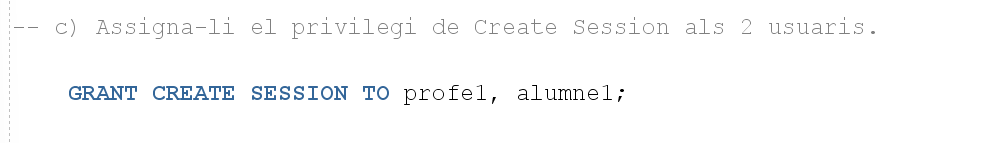 -- c) Assigna-li el privilegi de Create Session als 2 usuaris.
GRANT CREATE SESSION TO profe1, alumne1;